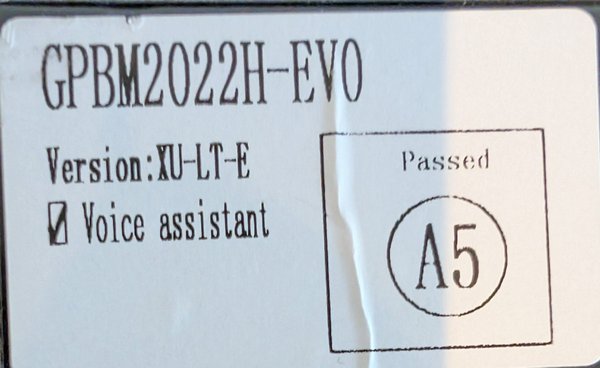 GPBM2022H-EVO
Version:XU-LT-E
Voice assistant
Passed
A5